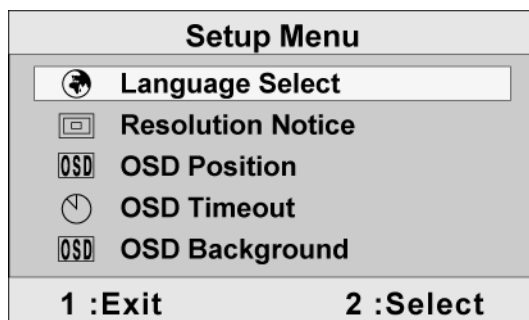 Setup Menu
Language Select
Resolution Notice
OSD OSD Position
OSD Timeout
OSD OSD Background
1 :Exit 2 :Select